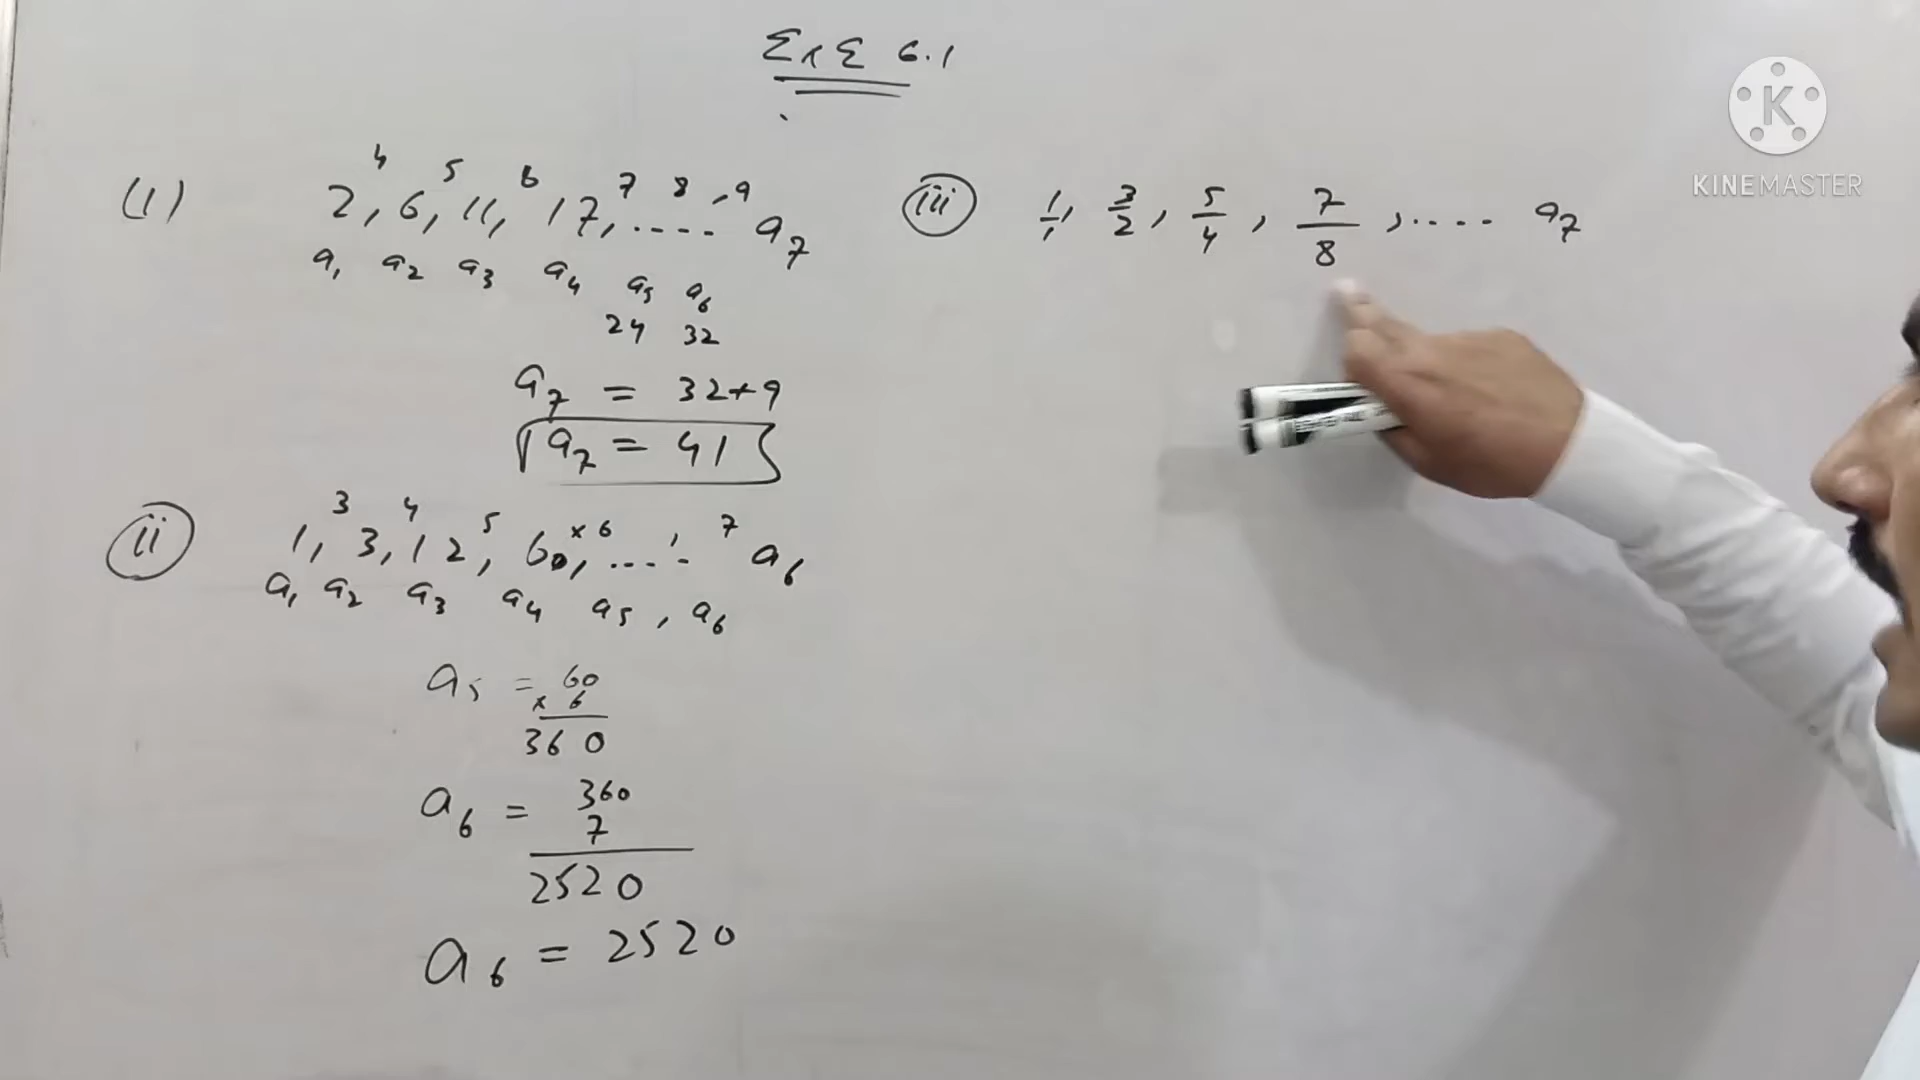 Exe 6.1
K
KINEMASTER
4 5 6 7 8 , 9
(1) 2, 6, 11, 17, .... a7
a1 a2 a3 a4 a5 a6
24 32
a7 = 32+9
a7 = 41
3 4 5 ×6 7
(ii) 1, 3, 12, 60, ..... a6
a1 a2 a3 a4 a5 , a6
a5 = 60
× 6
360
a6 = 360
7
2520
a6 = 2520
(iii) 1/1, 3/2, 5/4, 7/8, .... a7